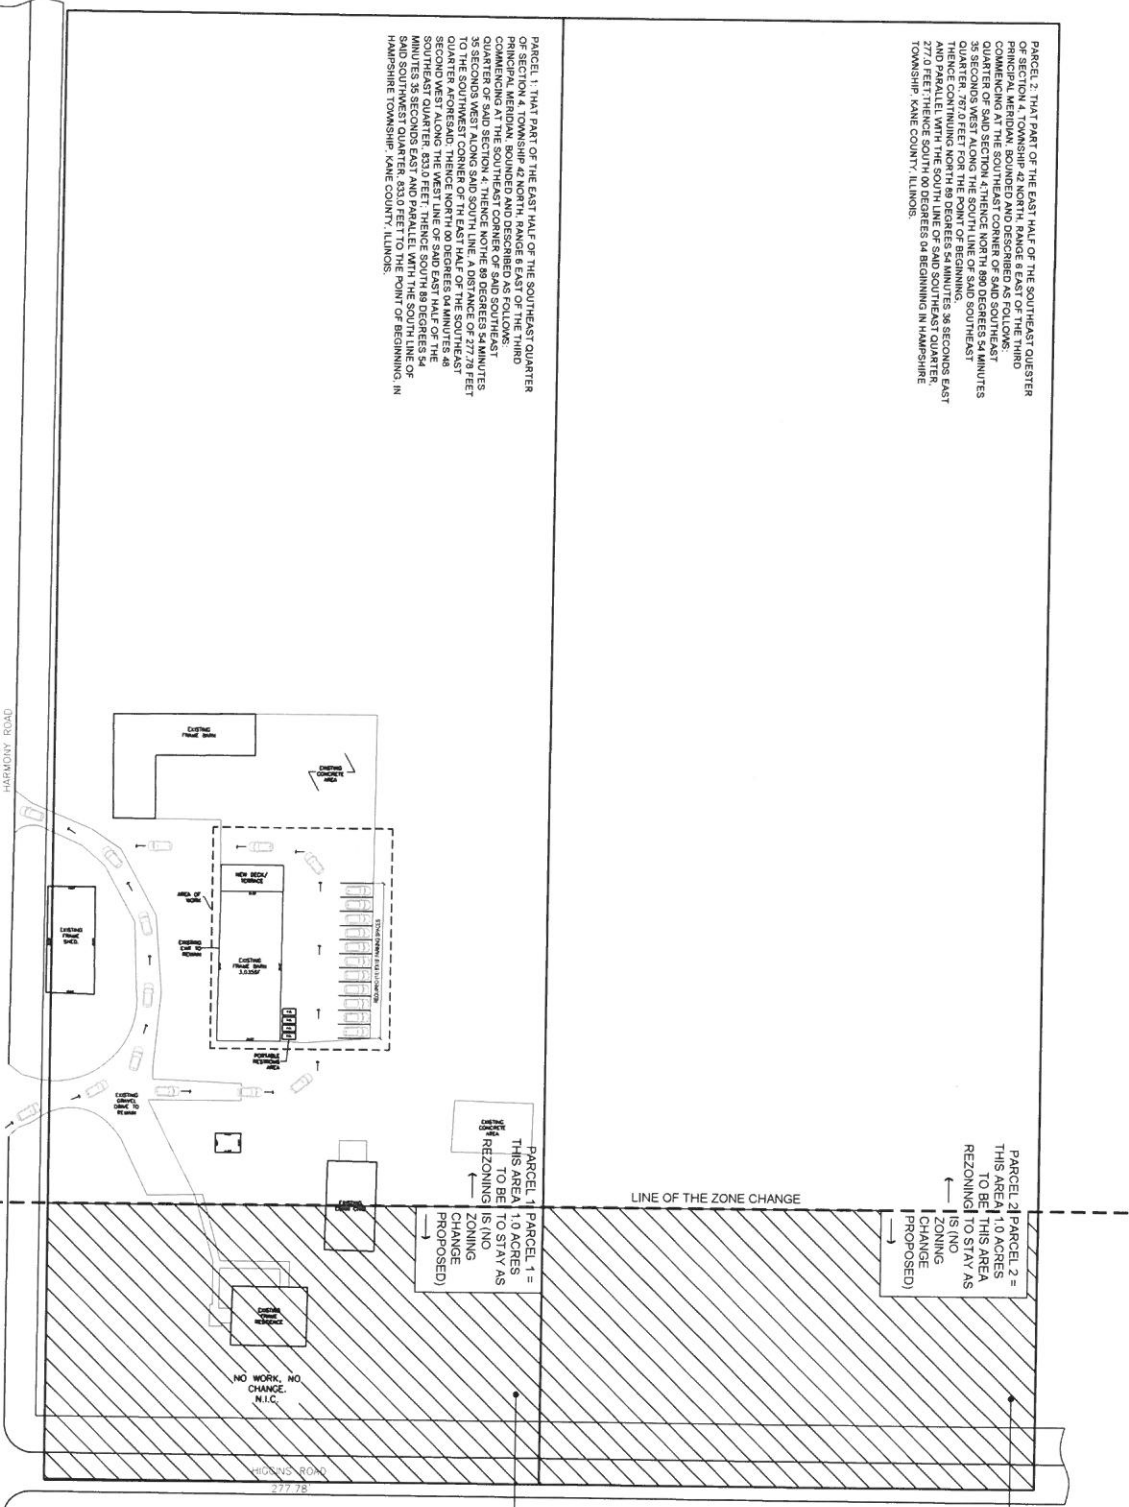 PARCEL 2: THAT PART OF THE EAST HALF OF THE SOUTHEAST QUESTER
OF SECTION 4, TOWNSHIP 42 NORTH, RANGE 6 EAST OF THE THIRD
PRINCIPAL MERIDIAN, BOUNDED AND DESCRIBED AS FOLLOWS:
COMMENCING AT THE SOUTHEAST CORNER OF SAID SOUTHEAST
QUARTER OF SAID SECTION 4;THENCE NORTH 890 DEGREES 54 MINUTES
35 SECONDS WEST ALONG THE SOUTH LINE OF SAID SOUTHEAST
QUARTER, 767.0 FEET FOR THE POINT OF BEGINNING,
THENCE CONTINUING NORTH 89 DEGREES 54 MINUTES 36 SECONDS EAST
AND PARALLEL WITH THE SOUTH LINE OF SAID SOUTHEAST QUARTER,
277.0 FEET;THENCE SOUTH 00 DEGREES 04 BEGINNING IN HAMPSHIRE
TOWNSHIP, KANE COUNTY, ILLINOIS.
PARCEL 1: THAT PART OF THE EAST HALF OF THE SOUTHEAST QUARTER
OF SECTION 4, TOWNSHIP 42 NORTH, RANGE 6 EAST OF THE THIRD
PRINCIPAL MERIDIAN, BOUNDED AND DESCRIBED AS FOLLOWS:
COMMENCING AT THE SOUTHEAST CORNER OF SAID SOUTHEAST
QUARTER OF SAID SECTION 4; THENCE NOTHE 89 DEGREES 54 MINUTES
35 SECONDS WEST ALONG SAID SOUTH LINE, A DISTANCE OF 277.78 FEET
TO THE SOUTHWEST CORNER OF TH EAST HALF OF THE SOUTHEAST
QUARTER AFORESAID; THENCE NORTH 00 DEGREES 04 MINUTES 48
SECOND WEST ALONG THE WEST LINE OF SAID EAST HALF OF THE
SOUTHEAST QUARTER, 833.0 FEET; THENCE SOUTH 89 DEGREES 54
MINUTES 35 SECONDS EAST AND PARALLEL WITH THE SOUTH LINE OF
SAID SOUTHWEST QUARTER, 833.0 FEET TO THE POINT OF BEGINNING, IN
HAMPSHIRE TOWNSHIP, KANE COUNTY, ILLINOIS.
HARMONY ROAD
EXISTING
FRAME BARN
EXISTING
CONCRETE
AREA
NEW DECK/
TERRACE
AREA OF
WORK
EXISTING
FRAME SHED
EXISTING
FRAME BARN
PORTABLE
RESTROOMS
AREA
EXISTING
GRAVEL
DRIVE TO
REMAIN
EXISTING
CONCRETE
AREA
EXISTING
PARCEL 1
THIS AREA
TO BE
REZONING
PARCEL 1 =
1.0 ACRES
TO STAY AS
IS (NO
ZONING
CHANGE
PROPOSED)
LINE OF THE ZONE CHANGE
PARCEL 2
THIS AREA
TO BE
REZONING
PARCEL 2 =
1.0 ACRES
THIS AREA
TO STAY AS
IS (NO
ZONING
CHANGE
PROPOSED)
EXISTING
FRAME
RESIDENCE
NO WORK, NO
CHANGE.
N.I.C.
HIGGINS ROAD
277.78'